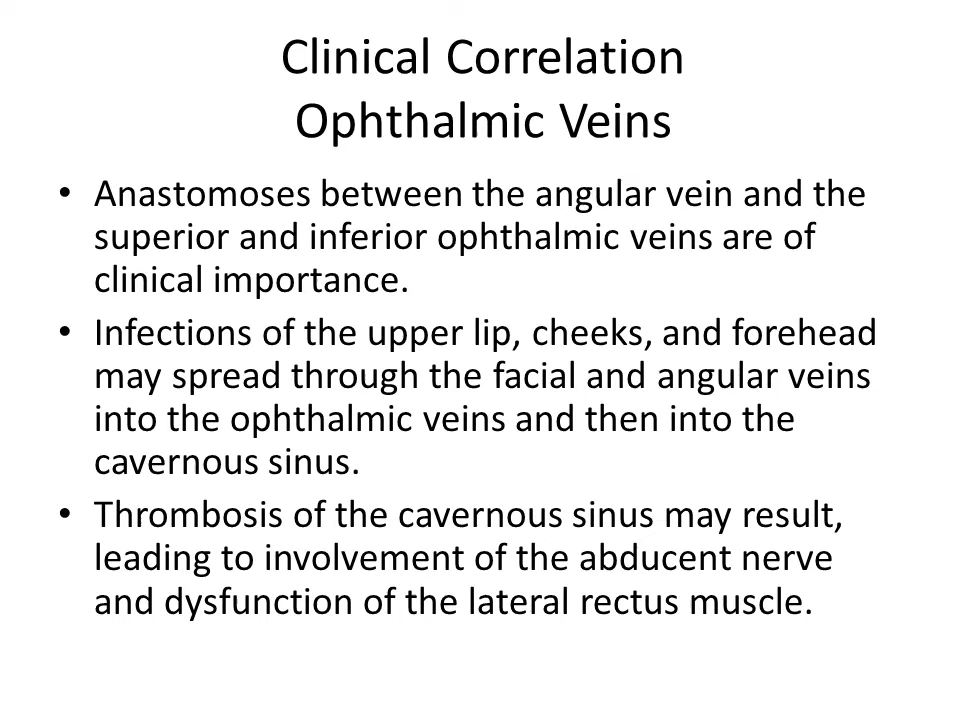 Clinical Correlation
Ophthalmic Veins
• Anastomoses between the angular vein and the
superior and inferior ophthalmic veins are of
clinical importance.
• Infections of the upper lip, cheeks, and forehead
may spread through the facial and angular veins
into the ophthalmic veins and then into the
cavernous sinus.
• Thrombosis of the cavernous sinus may result,
leading to involvement of the abducent nerve
and dysfunction of the lateral rectus muscle.